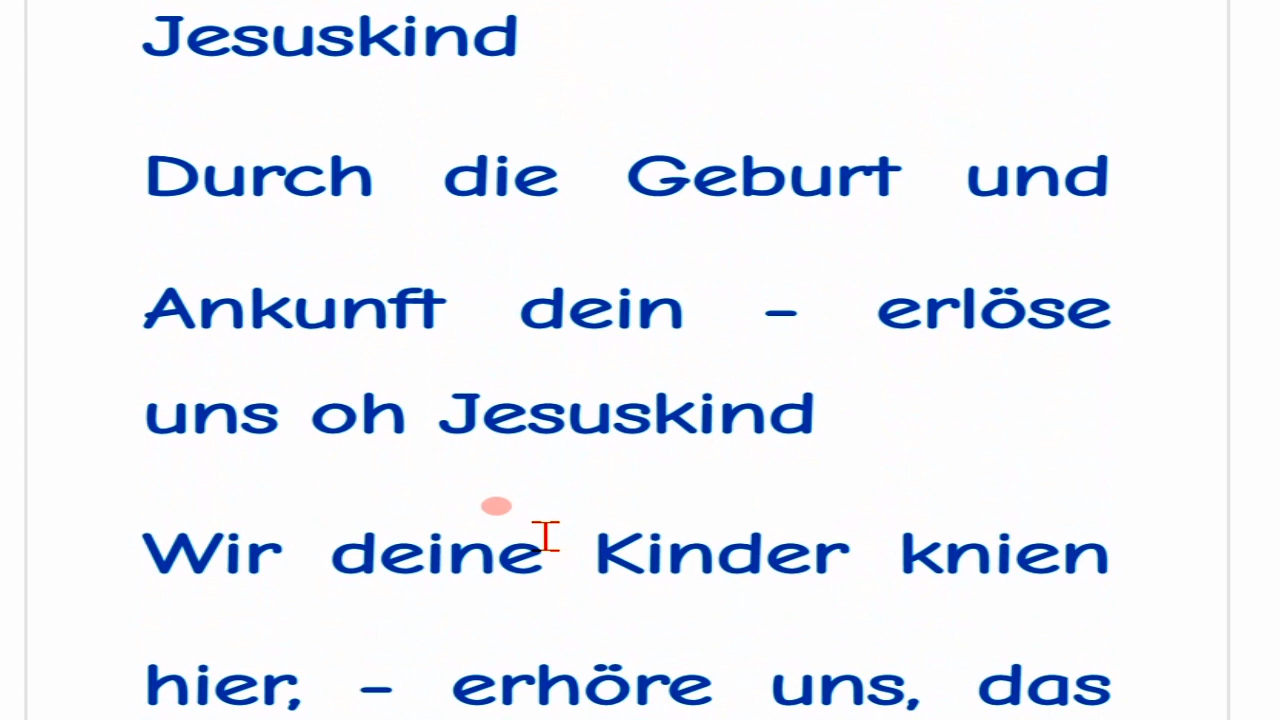 Jesuskind
Durch die Geburt und
Ankunft dein - erlöse
uns oh Jesuskind
Wir deine Kinder knien
hier, - erhöre uns, das